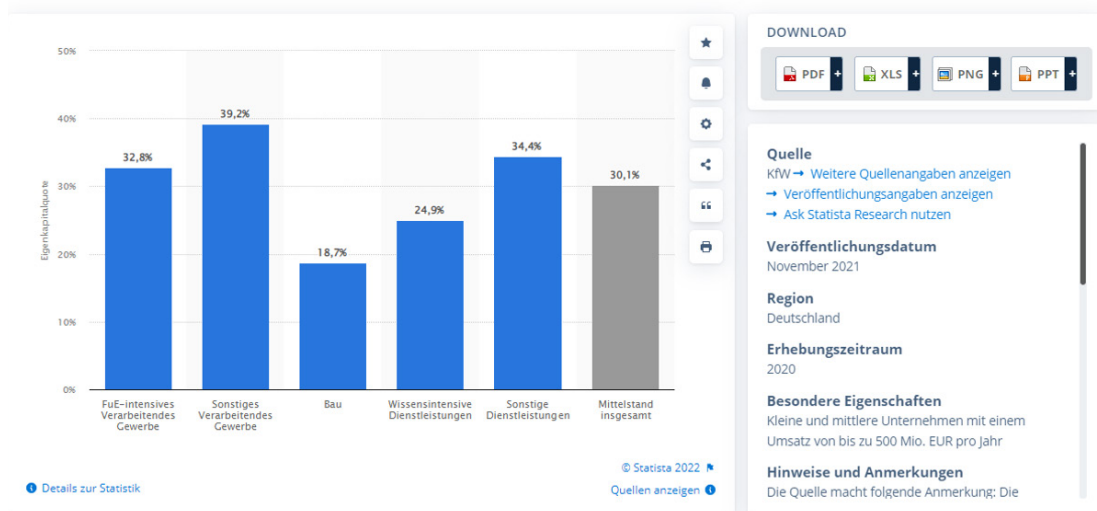 50%
40%
30%
20%
10%
0%
Eigenkapitalquote
32,8%
39,2%
18,7%
24,9%
34,4%
30,1%
FuE-intensives
Verarbeitendes
Gewerbe
Sonstiges
Verarbeitendes
Gewerbe
Bau
Wissensintensive
Dienstleistungen
Sonstige
Dienstleistungen
Mittelstand
insgesamt
© Statista 2022
Details zur Statistik
Quellen anzeigen
DOWNLOAD
PDF +
XLS +
PNG +
PPT +
Quelle
KfW → Weitere Quellenangaben anzeigen
→ Veröffentlichungsangaben anzeigen
→ Ask Statista Research nutzen
Veröffentlichungsdatum
November 2021
Region
Deutschland
Erhebungszeitraum
2020
Besondere Eigenschaften
Kleine und mittlere Unternehmen mit einem
Umsatz von bis zu 500 Mio. EUR pro Jahr
Hinweise und Anmerkungen
Die Quelle macht folgende Anmerkung: Die